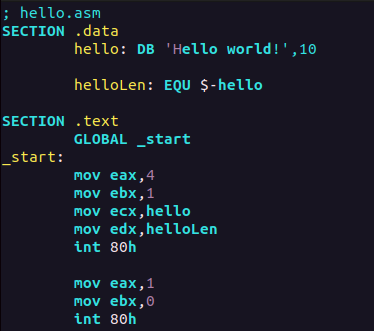 ; hello.asm
SECTION .data
hello: DB 'Hello world!',10
helloLen: EQU $-hello
SECTION .text
GLOBAL _start
_start:
mov eax,4
mov ebx,1
mov ecx,hello
mov edx,helloLen
int 80h
mov eax,1
mov ebx,0
int 80h